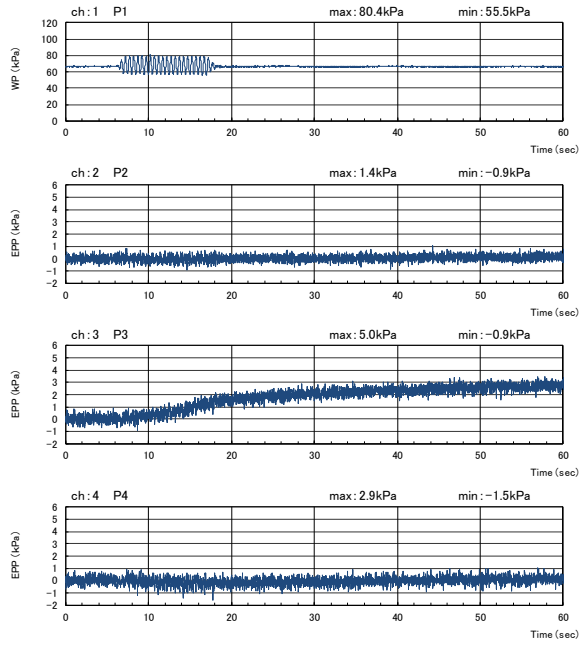 ch:1 P1 max:80.4kPa min:55.5kPa
WP (kPa)
120
100
80
60
40
20
0
0 10 20 30 40 50 60
Time (sec)
ch:2 P2 max:1.4kPa min:-0.9kPa
EPP (kPa)
6
5
4
3
2
1
0
-1
-2
0 10 20 30 40 50 60
Time (sec)
ch:3 P3 max:5.0kPa min:-0.9kPa
EPP (kPa)
6
5
4
3
2
1
0
-1
-2
0 10 20 30 40 50 60
Time (sec)
ch:4 P4 max:2.9kPa min:-1.5kPa
EPP (kPa)
6
5
4
3
2
1
0
-1
-2
0 10 20 30 40 50 60
Time (sec)